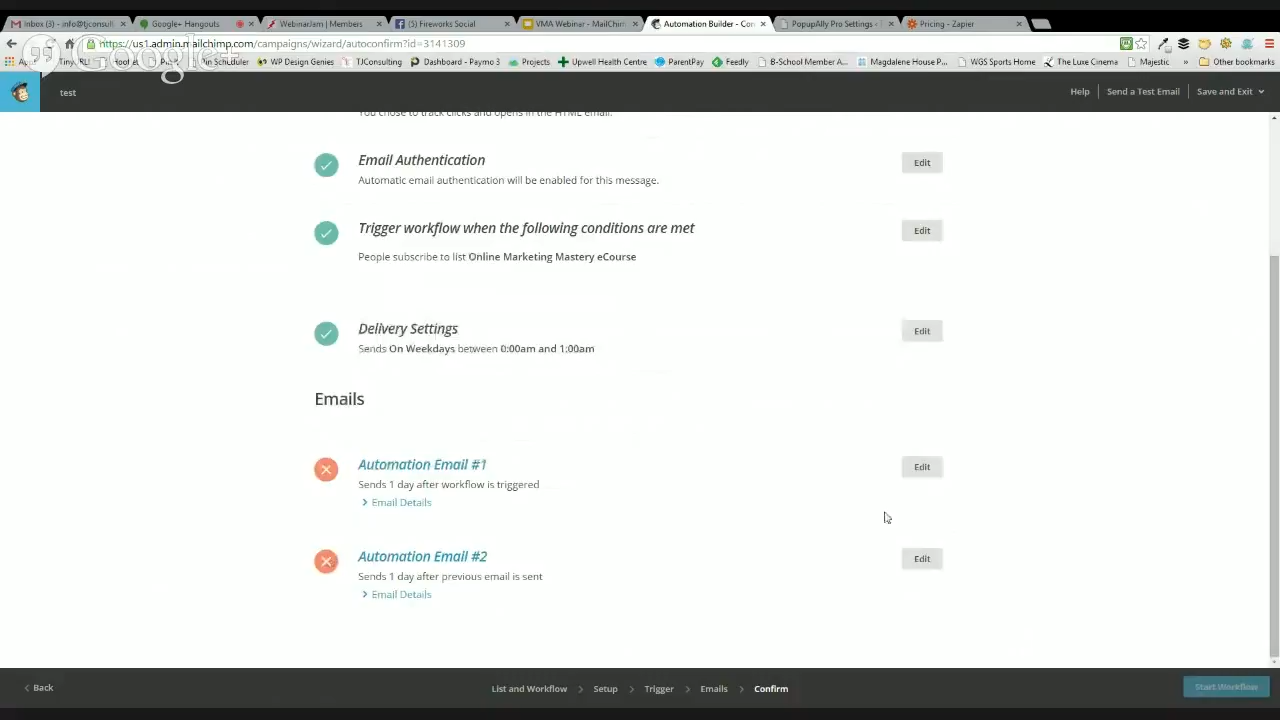 Inbox (3) - info@tjconsult
Google+ Hangouts
WebinarJam | Members
(8) Fireworks Social
VMA Webinar - MailChim
Automation Builder - Con
PopupAlly Pro Settings -
Pricing - Zapier
https://us1.admin.mailchimp.com/campaigns/wizard/autoconfirm?id=3141309
Google+
Pin Scheduler
WP Design Genies
TJConsulting
Dashboard - Paymo 3
Projects
Upwell Health Centre
ParentPay
Feedly
B-School Member A...
Magdalene House P...
WGS Sports Home
The Luxe Cinema
Majestic
»
Other bookmarks
test
Help
Send a Test Email
Save and Exit
You chose to track clicks and opens in the HTML email.
Email Authentication
Edit
Automatic email authentication will be enabled for this message.
Trigger workflow when the following conditions are met
Edit
People subscribe to list Online Marketing Mastery eCourse
Delivery Settings
Edit
Sends On Weekdays between 0:00am and 1:00am
Emails
Automation Email #1
Edit
Sends 1 day after workflow is triggered
Email Details
Automation Email #2
Edit
Sends 1 day after previous email is sent
Email Details
Back
List and Workflow
Setup
Trigger
Emails
Confirm
Start Workflow